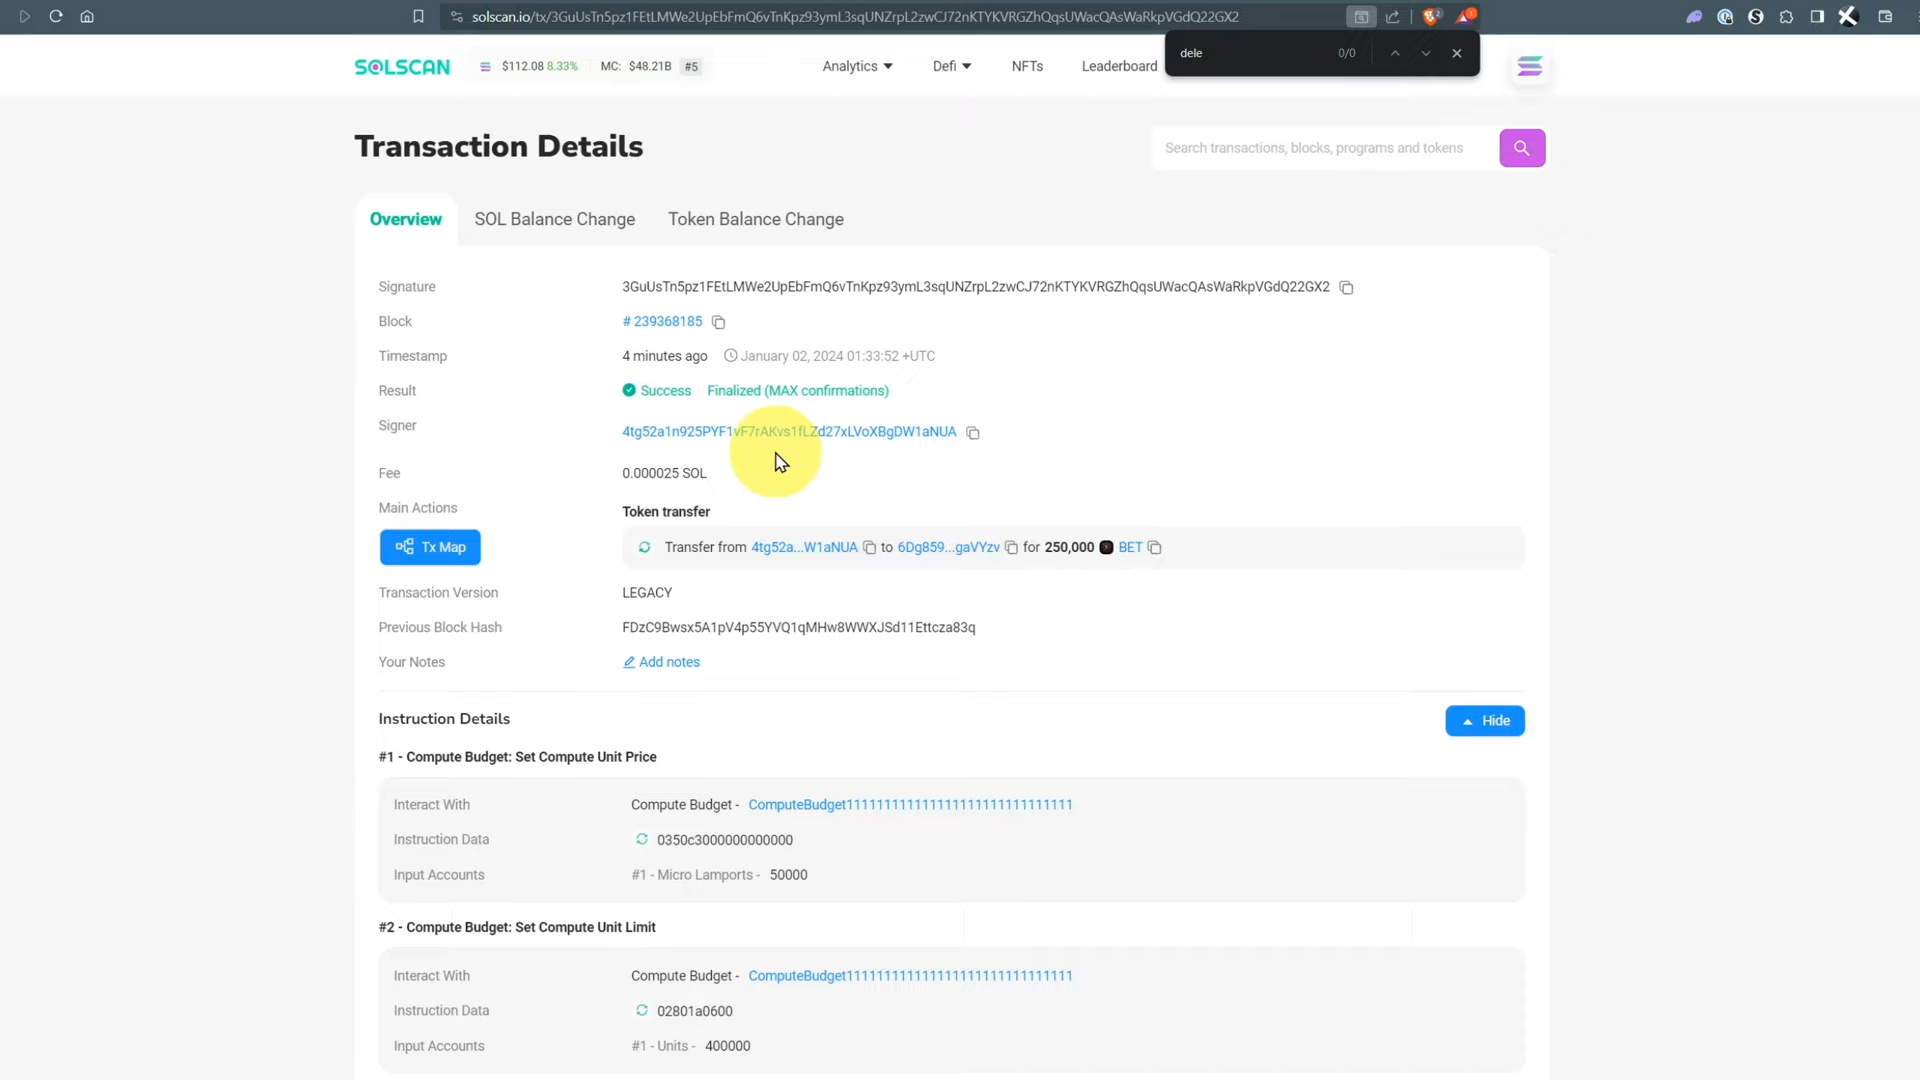 solscan.io/tx/3GuUsTn5pz1FEtLMWe2UpEbFmQ6vTnKpz93ymL3sqUNZrpL2zwCJ72nKTYKVRGZhQqsUWacQAsWaRkpVGdQ22GX2
dele 0/0
SOLSCAN $112.08 8.33% MC: $48.21B #5 Analytics Defi NFTs Leaderboard
Transaction Details
Search transactions, blocks, programs and tokens
Overview SOL Balance Change Token Balance Change
Signature 3GuUsTn5pz1FEtLMWe2UpEbFmQ6vTnKpz93ymL3sqUNZrpL2zwCJ72nKTYKVRGZhQqsUWacQAsWaRkpVGdQ22GX2
Block # 239368185
Timestamp 4 minutes ago January 02, 2024 01:33:52 +UTC
Result Success Finalized (MAX confirmations)
Signer 4tg52a1n925PYF1vF7rAKvs1fLZd27xLVoXBgDW1aNUA
Fee 0.000025 SOL
Main Actions Token transfer
Tx Map Transfer from 4tg52a...W1aNUA to 6Dg859...gaVYzv for 250,000 BET
Transaction Version LEGACY
Previous Block Hash FDzC9Bwsx5A1pV4p55YVQ1qMHw8WWXJSd11Ettcza83q
Your Notes Add notes
Instruction Details Hide
#1 - Compute Budget: Set Compute Unit Price
Interact With Compute Budget - ComputeBudget111111111111111111111111111111
Instruction Data 0350c3000000000000
Input Accounts #1 - Micro Lamports - 50000
#2 - Compute Budget: Set Compute Unit Limit
Interact With Compute Budget - ComputeBudget111111111111111111111111111111
Instruction Data 02801a0600
Input Accounts #1 - Units - 400000